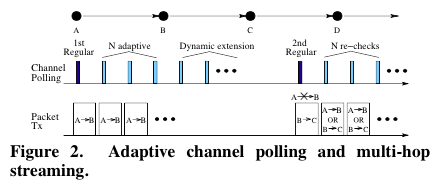 A B C D
1st Regular N adaptive Dynamic extension 2nd Regular N re-checks
Channel Polling
A→B
Packet Tx
A→B A→B A→B B→C A→B OR B→C A→B OR B→C
Figure 2. Adaptive channel polling and multi-hop
streaming.